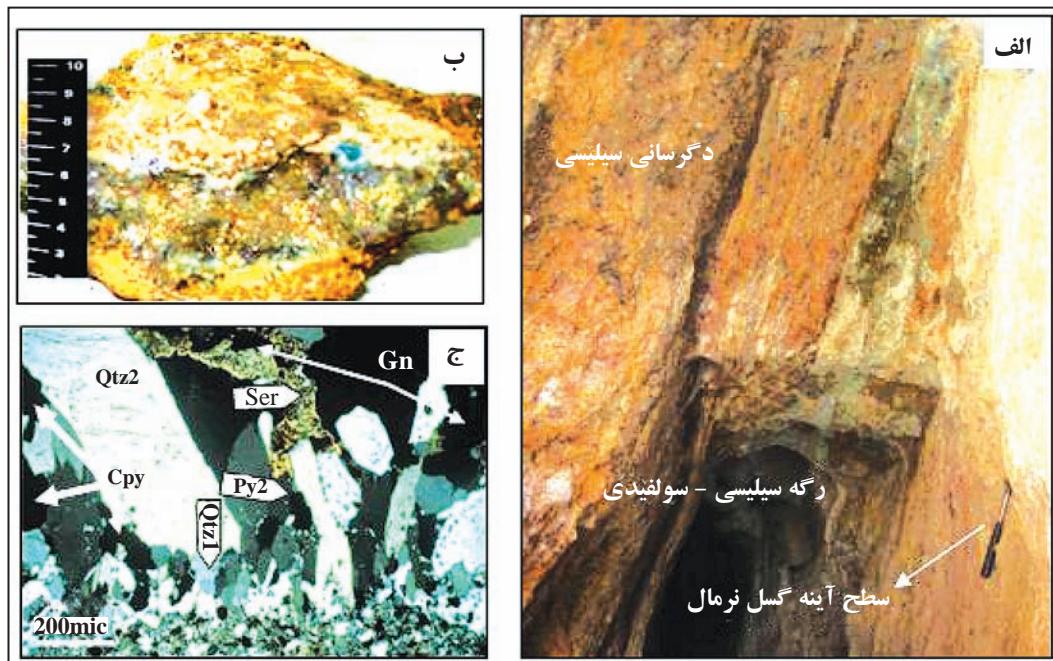 الف
دگرسانی سیلیسی
رگه سیلیسی - سولفیدی
سطح آینه گسل نرمال
ب
10
9
8
7
6
5
4
3
ج
Gn
Qtz2
Ser
Cpy
Py2
Qtz1
200mic